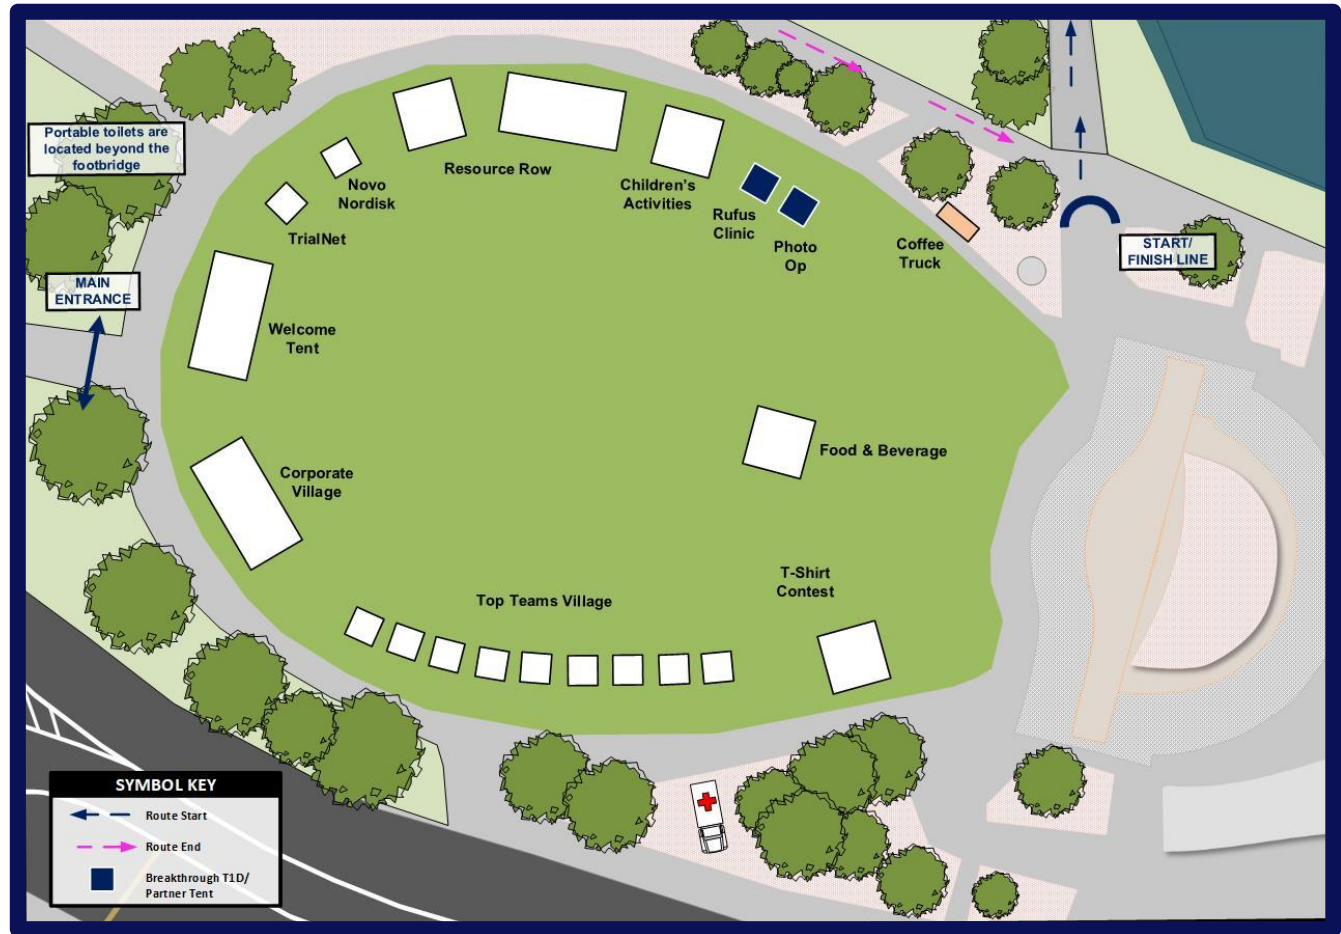 Portable toilets are
located beyond the
footbridge
MAIN
ENTRANCE
Novo
Nordisk
TrialNet
Resource Row
Children's
Activities
Rufus
Clinic
Photo
Op
Coffee
Truck
START/
FINISH LINE
Welcome
Tent
Corporate
Village
Food & Beverage
T-Shirt
Contest
Top Teams Village
SYMBOL KEY
Route Start
Route End
Breakthrough T1D/
Partner Tent